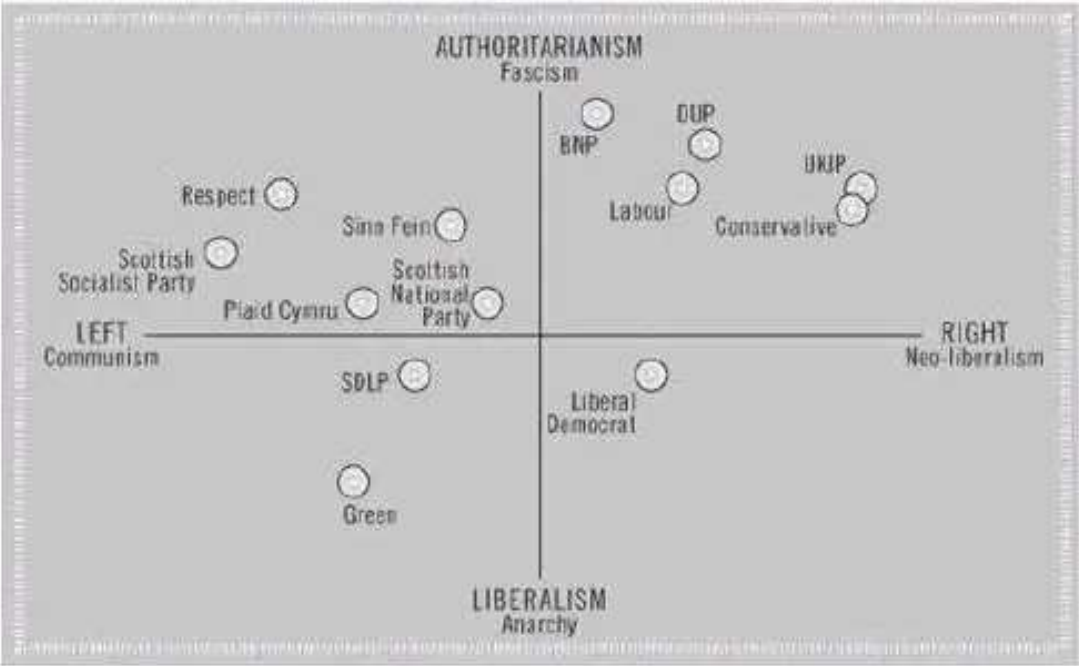 AUTHORITARIANISM
Fascism
DUP
BNP
UKIP
Respect
Labour
Conservative
Sinn Fein
Scottish
Socialist Party
Scottish
National
Party
Plaid Cymru
LEFT
Communism
RIGHT
Neo-liberalism
SDLP
Liberal
Democrat
Green
LIBERALISM
Anarchy